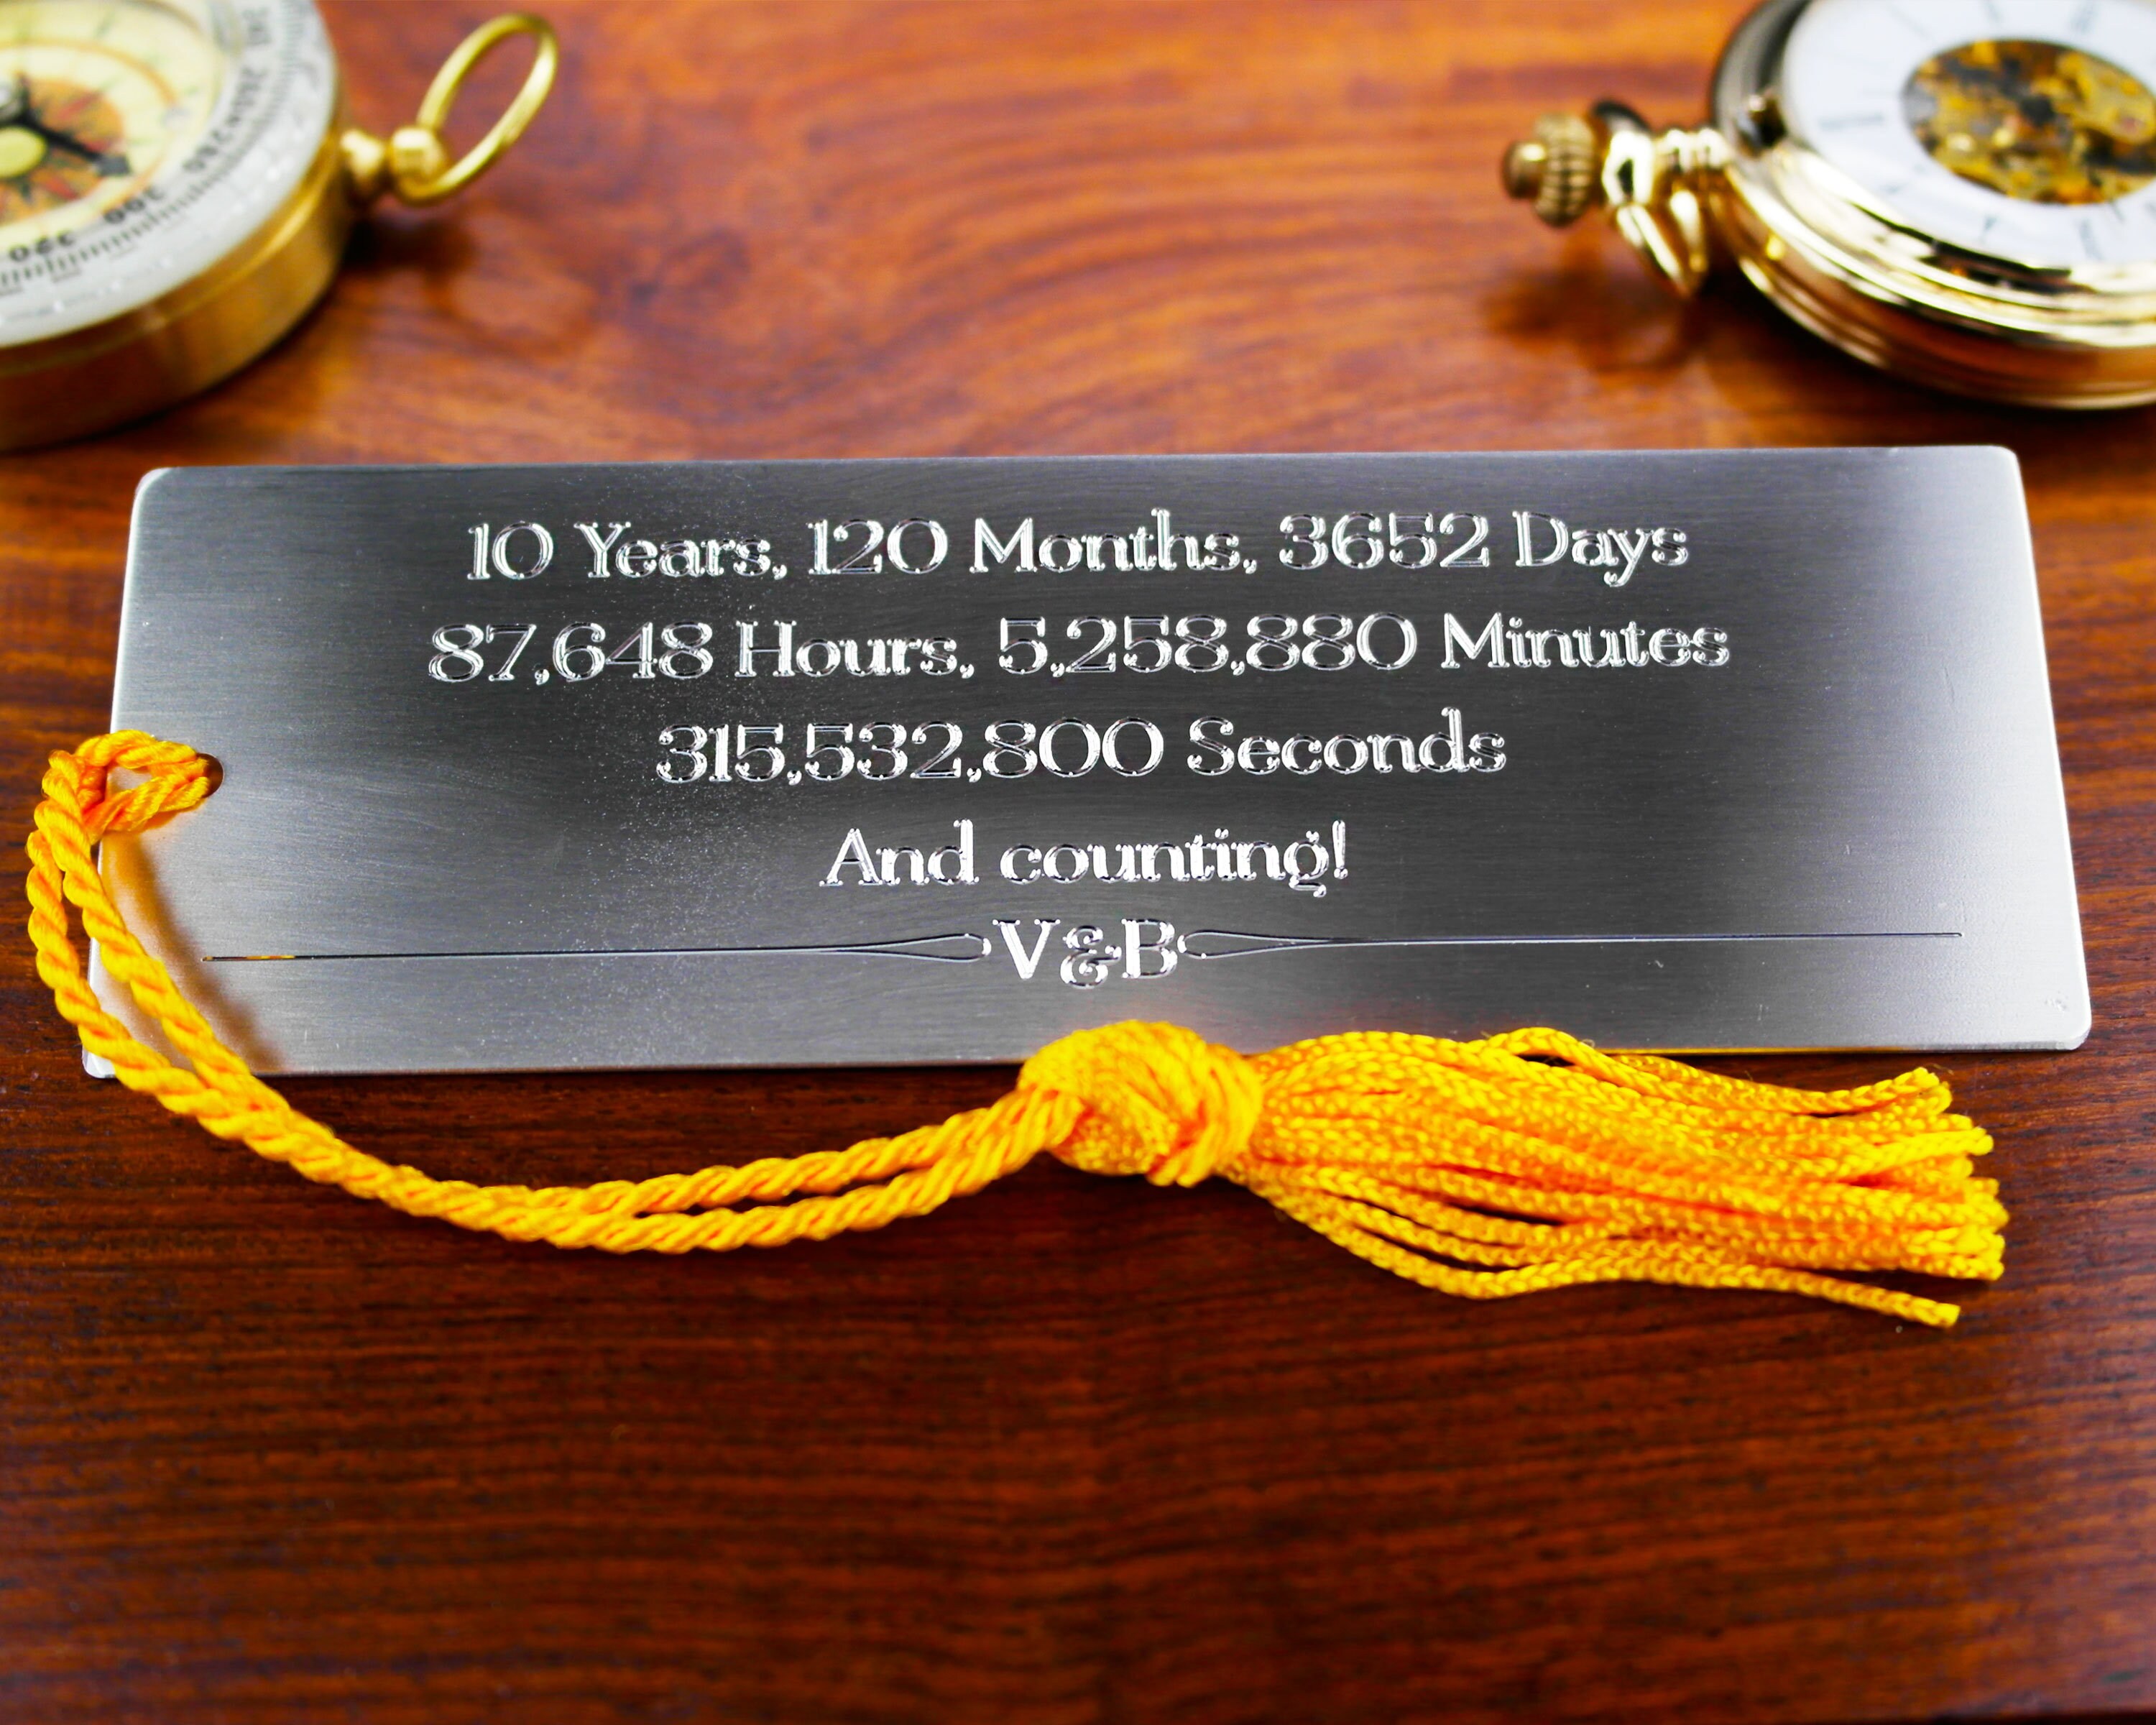 10 Years, 120 Months, 3652 Days
87,648 Hours, 5,258,880 Minutes
315,532,800 Seconds
And counting!
V&B